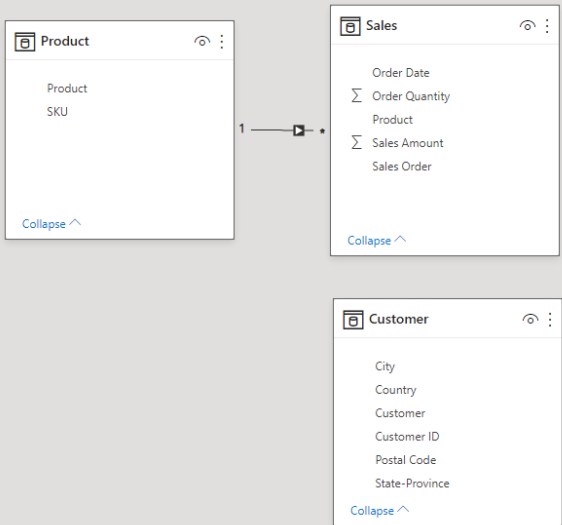 Product
Product
SKU
Collapse
1
*
Sales
Order Date
Σ Order Quantity
Product
Σ Sales Amount
Sales Order
Collapse
Customer
City
Country
Customer
Customer ID
Postal Code
State-Province
Collapse